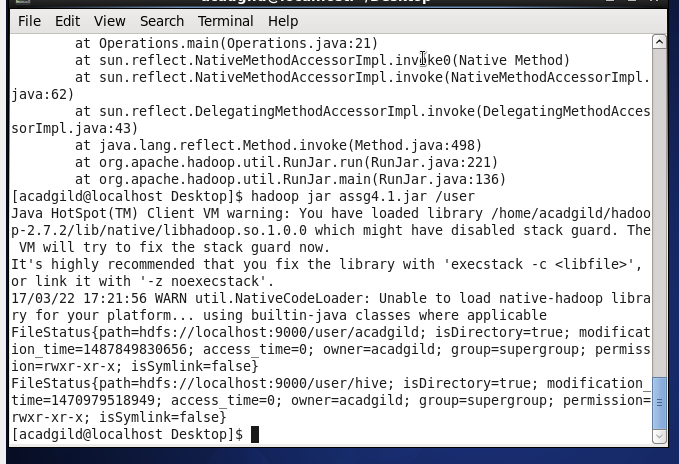 acadgild@localhost:~/Desktop
File Edit View Search Terminal Help
at Operations.main(Operations.java:21)
at sun.reflect.NativeMethodAccessorImpl.invoke0(Native Method)
at sun.reflect.NativeMethodAccessorImpl.invoke(NativeMethodAccessorImpl.
java:62)
at sun.reflect.DelegatingMethodAccessorImpl.invoke(DelegatingMethodAcces
sorImpl.java:43)
at java.lang.reflect.Method.invoke(Method.java:498)
at org.apache.hadoop.util.RunJar.run(RunJar.java:221)
at org.apache.hadoop.util.RunJar.main(RunJar.java:136)
[acadgild@localhost Desktop]$ hadoop jar assg4.1.jar /user
Java HotSpot(TM) Client VM warning: You have loaded library /home/acadgild/hadoo
p-2.7.2/lib/native/libhadoop.so.1.0.0 which might have disabled stack guard. The
VM will try to fix the stack guard now.
It's highly recommended that you fix the library with 'execstack -c <libfile>',
or link it with '-z noexecstack'.
17/03/22 17:21:56 WARN util.NativeCodeLoader: Unable to load native-hadoop libra
ry for your platform... using builtin-java classes where applicable
FileStatus{path=hdfs://localhost:9000/user/acadgild; isDirectory=true; modificat
ion_time=1487849830656; access_time=0; owner=acadgild; group=supergroup; permiss
ion=rwxr-xr-x; isSymlink=false}
FileStatus{path=hdfs://localhost:9000/user/hive; isDirectory=true; modification_
time=1470979518949; access_time=0; owner=acadgild; group=supergroup; permission=
rwxr-xr-x; isSymlink=false}
[acadgild@localhost Desktop]$